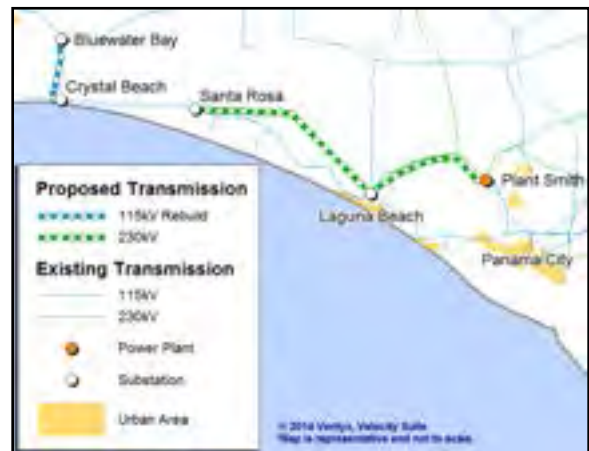 Bluewater Bay
Crystal Beach
Santa Rosa
Plant Smith
Laguna Beach
Panama City
Proposed Transmission
115kV Rebuild
230kV
Existing Transmission
115kV
230kV
Power Plant
Substation
Urban Area
© 2014 Ventyx, Velocity Suite
*Map is representative and not to scale.